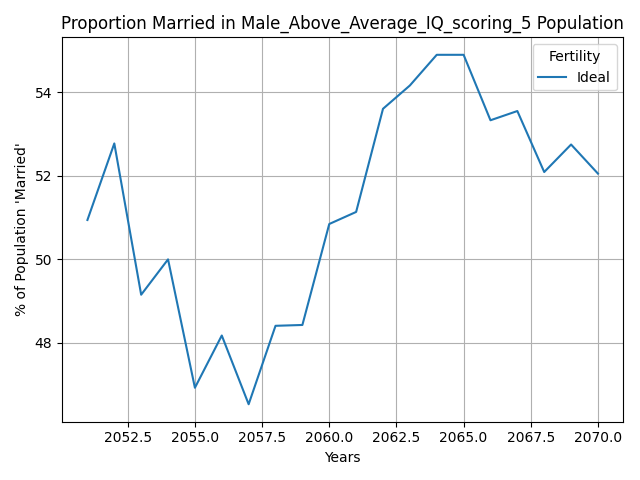 Proportion Married in Male_Above_Average_IQ_scoring_5 Population
Fertility
Ideal
% of Population 'Married'
54
52
50
48
2052.5 2055.0 2057.5 2060.0 2062.5 2065.0 2067.5 2070.0
Years